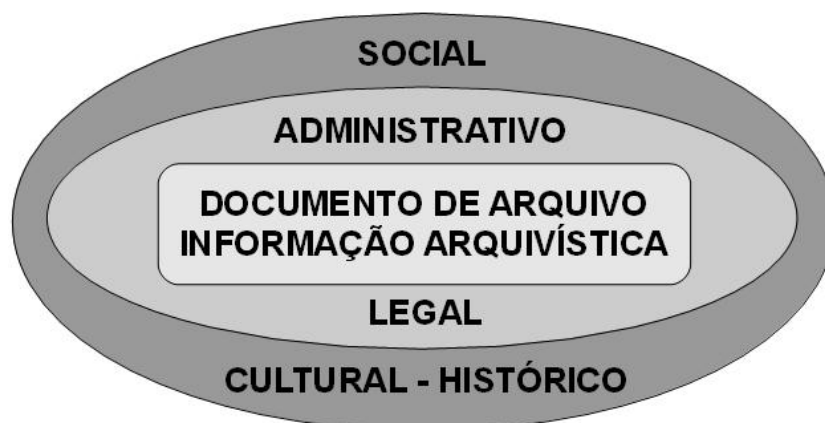 SOCIAL
ADMINISTRATIVO
DOCUMENTO DE ARQUIVO
INFORMAÇÃO ARQUIVÍSTICA
LEGAL
CULTURAL - HISTÓRICO